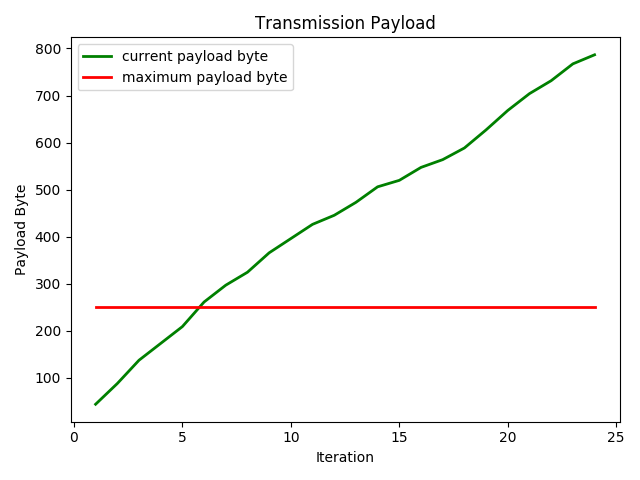 Transmission Payload
current payload byte
maximum payload byte
Payload Byte
800
700
600
500
400
300
200
100
0 5 10 15 20 25
Iteration